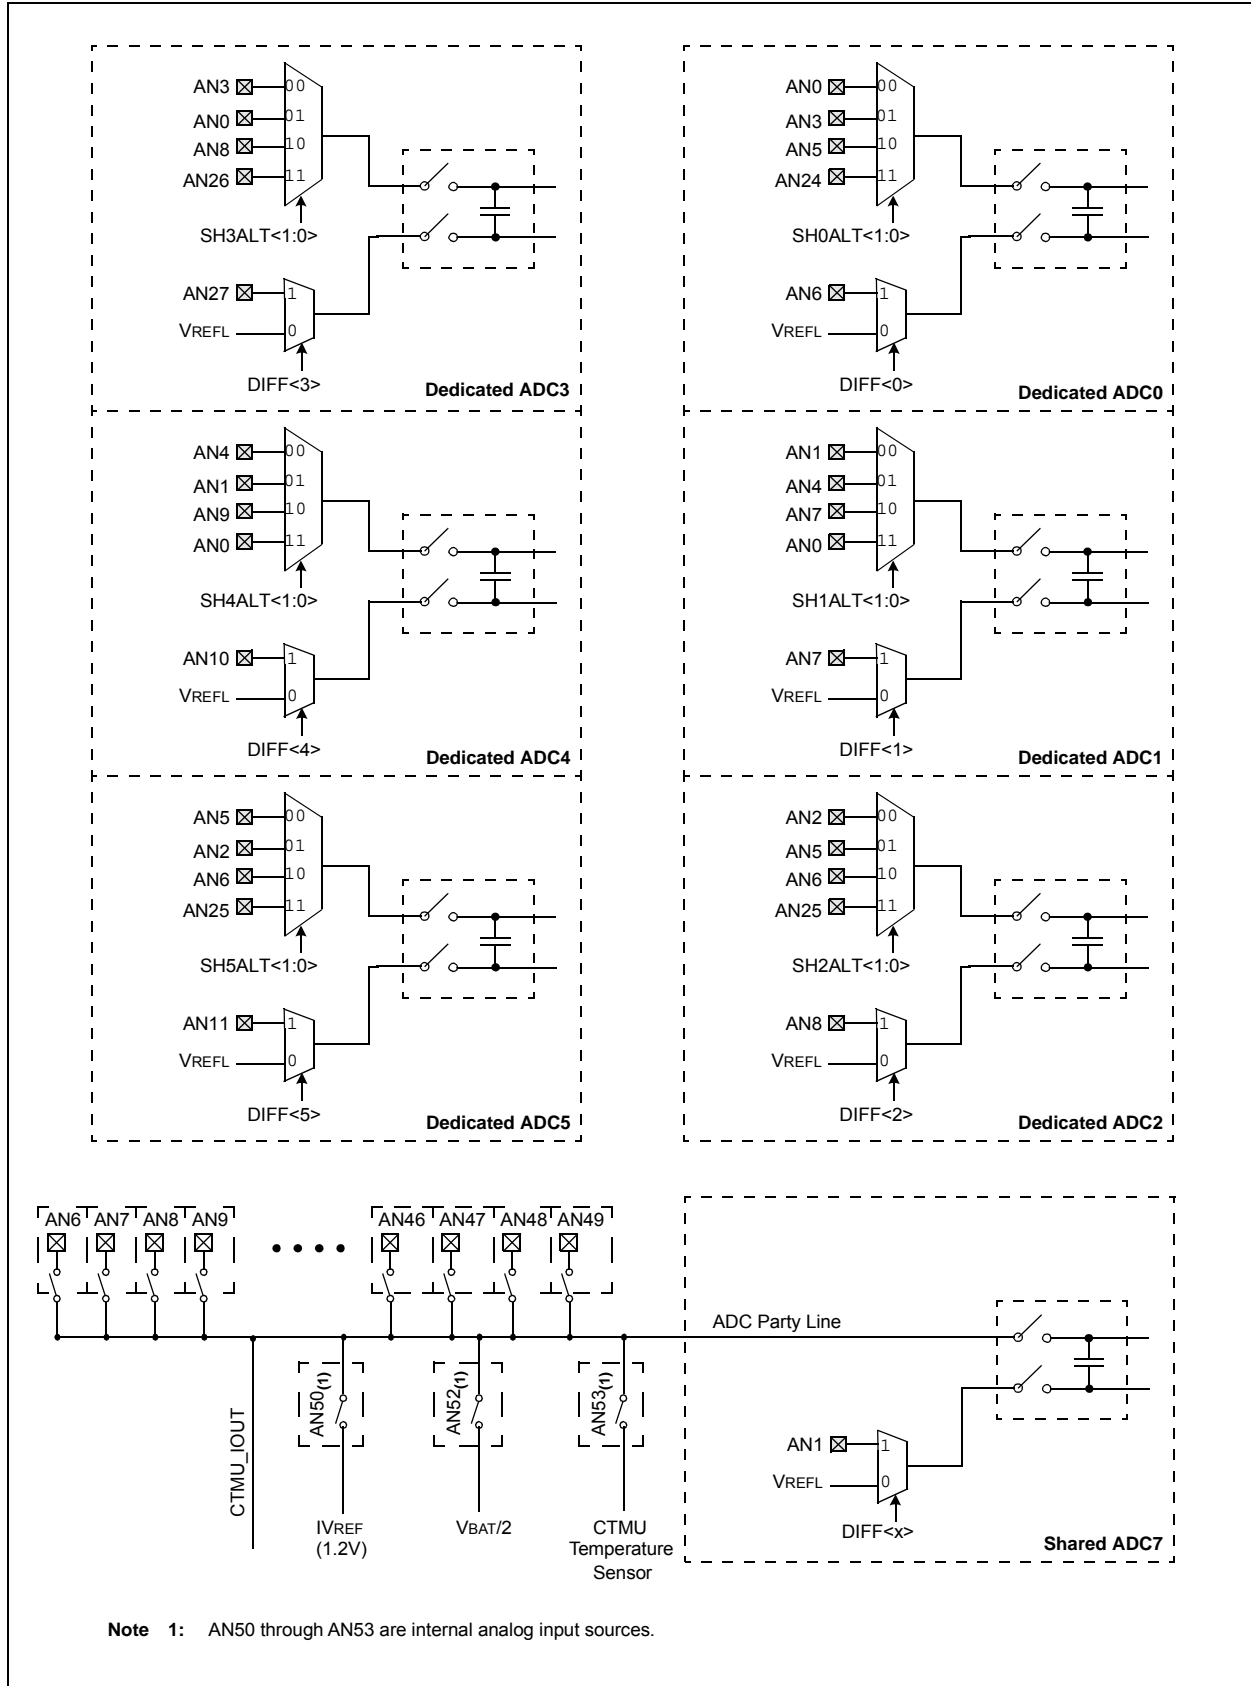 AN3 00
AN0 01
AN8 10
AN26 11
SH3ALT<1:0>
AN27 1
VREFL 0
DIFF<3>
Dedicated ADC3
AN0 00
AN3 01
AN5 10
AN24 11
SH0ALT<1:0>
AN6 1
VREFL 0
DIFF<0>
Dedicated ADC0
AN4 00
AN1 01
AN9 10
AN0 11
SH4ALT<1:0>
AN10 1
VREFL 0
DIFF<4>
Dedicated ADC4
AN1 00
AN4 01
AN7 10
AN0 11
SH1ALT<1:0>
AN7 1
VREFL 0
DIFF<1>
Dedicated ADC1
AN5 00
AN2 01
AN6 10
AN25 11
SH5ALT<1:0>
AN11 1
VREFL 0
DIFF<5>
Dedicated ADC5
AN2 00
AN5 01
AN6 10
AN25 11
SH2ALT<1:0>
AN8 1
VREFL 0
DIFF<2>
Dedicated ADC2
AN6 AN7 AN8 AN9 AN46 AN47 AN48 AN49
ADC Party Line
CTMU_IOUT
AN50(1)
AN52(1)
AN53(1)
IVREF
(1.2V)
VBAT/2
CTMU
Temperature
Sensor
AN1 1
VREFL 0
DIFF<x>
Shared ADC7
Note 1: AN50 through AN53 are internal analog input sources.